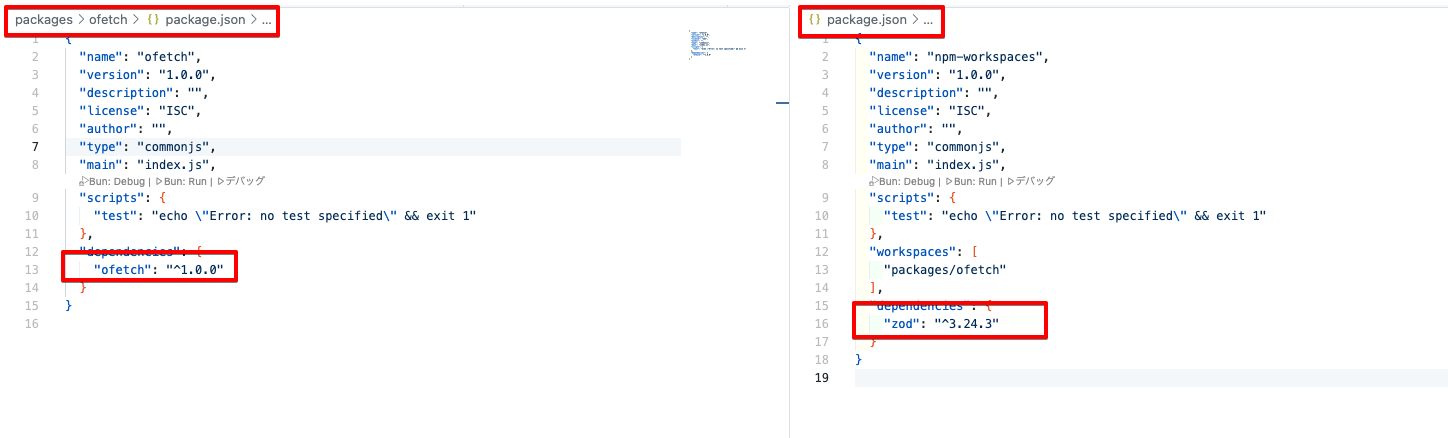 packages > ofetch > {} package.json > ...
1 {
2 "name": "ofetch",
3 "version": "1.0.0",
4 "description": "",
5 "license": "ISC",
6 "author": "",
7 "type": "commonjs",
8 "main": "index.js",
Bun: Debug | Bun: Run | デバッグ
9 "scripts": {
10 "test": "echo \"Error: no test specified\" && exit 1"
11 },
12 "dependencies": {
13 "ofetch": "^1.0.0"
14 }
15 }
16
{} package.json > ...
1 {
2 "name": "npm-workspaces",
3 "version": "1.0.0",
4 "description": "",
5 "license": "ISC",
6 "author": "",
7 "type": "commonjs",
8 "main": "index.js",
Bun: Debug | Bun: Run | デバッグ
9 "scripts": {
10 "test": "echo \"Error: no test specified\" && exit 1"
11 },
12 "workspaces": [
13 "packages/ofetch"
14 ],
15 "dependencies": {
16 "zod": "^3.24.3"
17 }
18 }
19